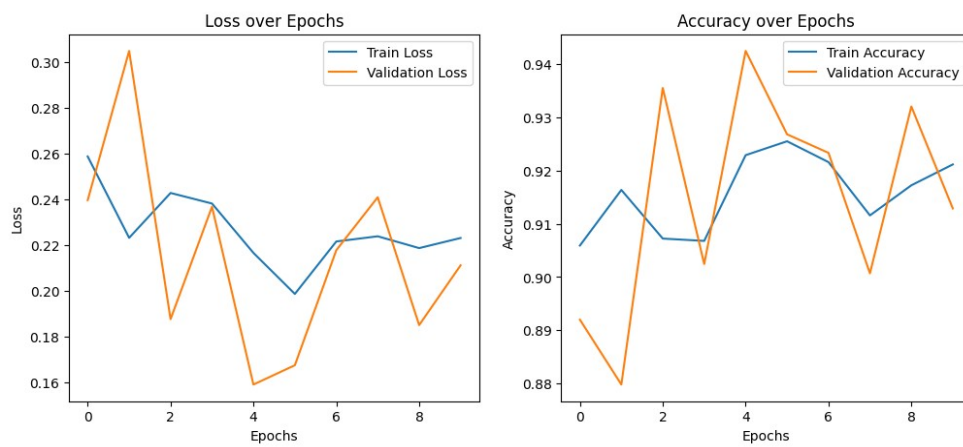 Loss over Epochs
Train Loss
Validation Loss
0.30
0.28
0.26
0.24
0.22
0.20
0.18
0.16
Loss
0 2 4 6 8
Epochs
Accuracy over Epochs
Train Accuracy
Validation Accuracy
0.94
0.93
0.92
0.91
0.90
0.89
0.88
Accuracy
0 2 4 6 8
Epochs